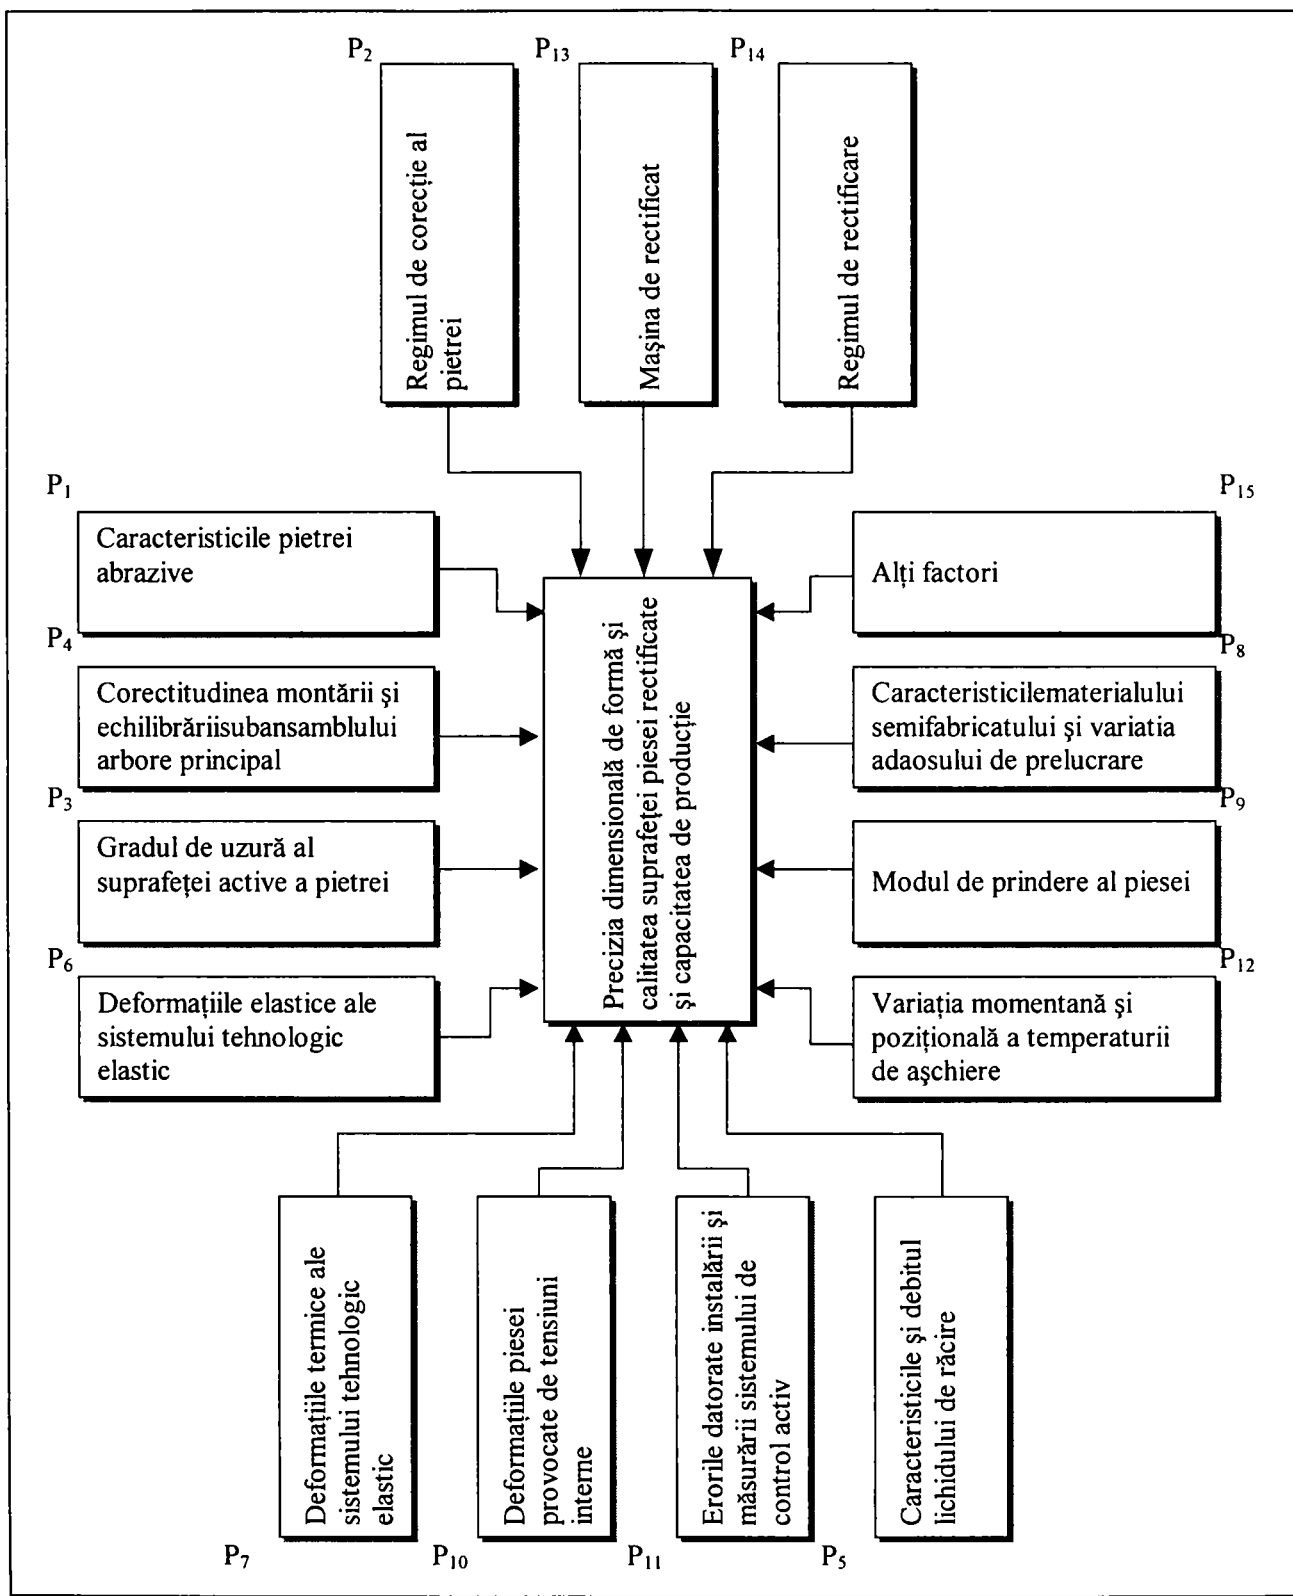 P2
P13
P14
Regimul de corecție al
pietrei
Mașina de rectificat
Regimul de rectificare
P1
Caracteristicile pietrei
abrazive
P15
Alți factori
P4
Corectitudinea montării și
echilibrăriisubansamblului
arbore principal
P8
Caracteristicilematerialului
semifabricatului și variatia
adaosului de prelucrare
P3
Gradul de uzură al
suprafeței active a pietrei
P9
Modul de prindere al piesei
P6
Deformațiile elastice ale
sistemului tehnologic
elastic
P12
Variația momentană și
pozițională a temperaturii
de așchiere
Precizia dimensională de formă și
calitatea suprafeței piesei rectificate
și capacitatea de producție
Deformațiile termice ale
sistemului tehnologic
elastic
Deformațiile piesei
provocate de tensiuni
interne
Erorile datorate instalării și
măsurării sistemului de
control activ
Caracteristicile și debitul
lichidului de răcire
P7
P10
P11
P5